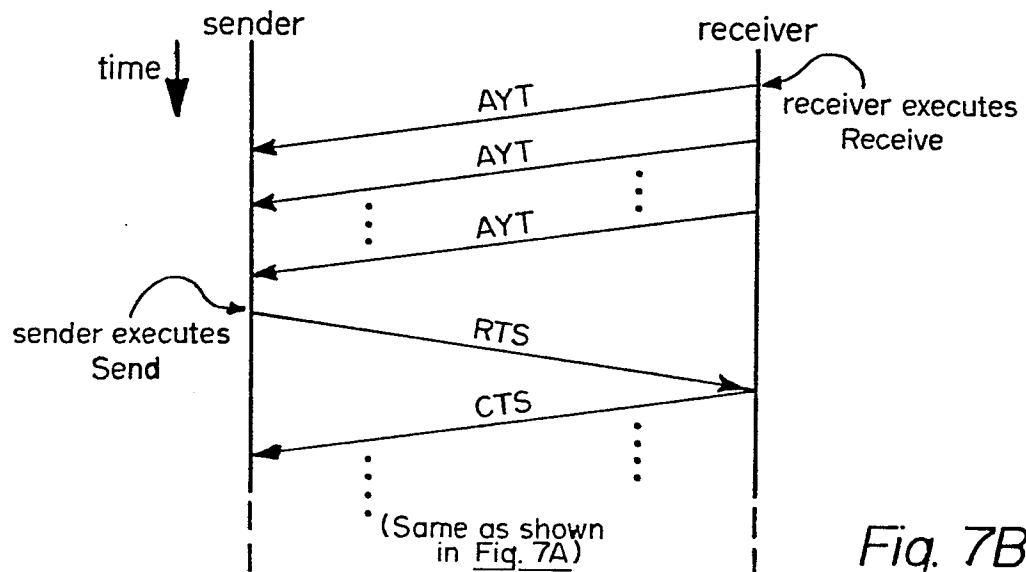 sender
receiver
time
AYT
receiver executes
Receive
AYT
AYT
sender executes
Send
RTS
CTS
(Same as shown
in Fig. 7A)
Fig. 7B